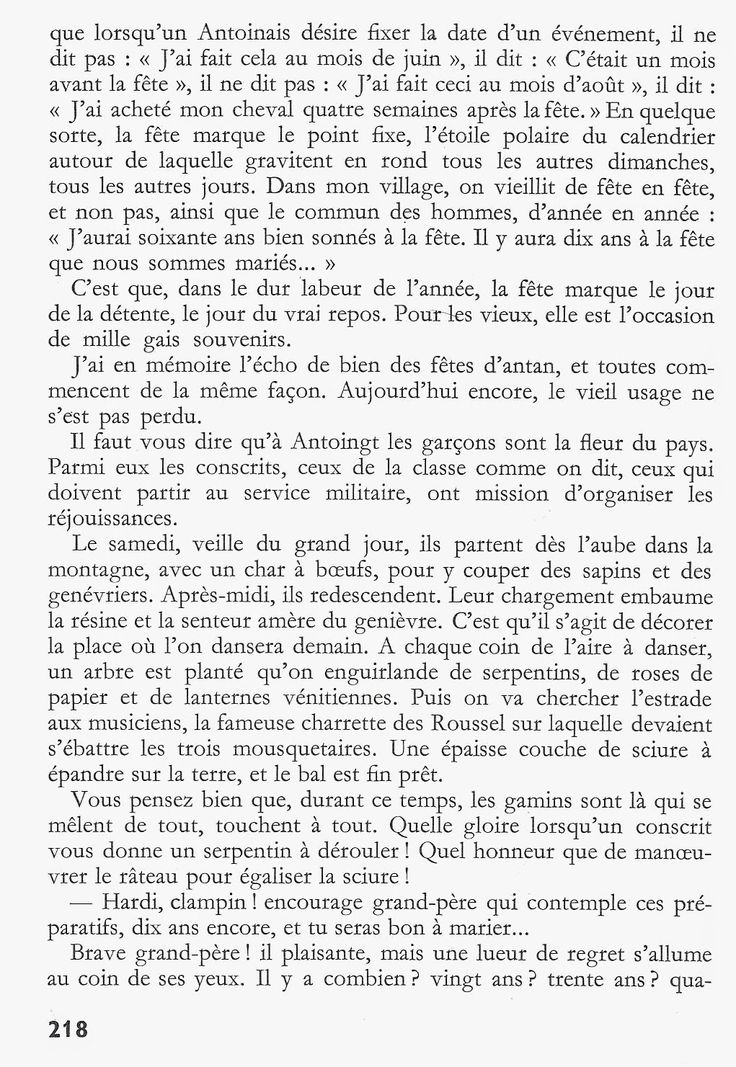 que lorsqu'un Antoinais désire fixer la date d'un événement, il ne
dit pas : « J'ai fait cela au mois de juin », il dit : « C'était un mois
avant la fête », il ne dit pas : « J'ai fait ceci au mois d'août », il dit :
« J'ai acheté mon cheval quatre semaines après la fête. » En quelque
sorte, la fête marque le point fixe, l'étoile polaire du calendrier
autour de laquelle gravitent en rond tous les autres dimanches,
tous les autres jours. Dans mon village, on vieillit de fête en fête,
et non pas, ainsi que le commun des hommes, d'année en année :
« J'aurai soixante ans bien sonnés à la fête. Il y aura dix ans à la fête
que nous sommes mariés... »
C'est que, dans le dur labeur de l'année, la fête marque le jour
de la détente, le jour du vrai repos. Pour les vieux, elle est l'occasion
de mille gais souvenirs.
J'ai en mémoire l'écho de bien des fêtes d'antan, et toutes com-
mencent de la même façon. Aujourd'hui encore, le vieil usage ne
s'est pas perdu.
Il faut vous dire qu'à Antoingt les garçons sont la fleur du pays.
Parmi eux les conscrits, ceux de la classe comme on dit, ceux qui
doivent partir au service militaire, ont mission d'organiser les
réjouissances.
Le samedi, veille du grand jour, ils partent dès l'aube dans la
montagne, avec un char à bœufs, pour y couper des sapins et des
genévriers. Après-midi, ils redescendent. Leur chargement embaume
la résine et la senteur amère du genièvre. C'est qu'il s'agit de décorer
la place où l'on dansera demain. A chaque coin de l'aire à danser,
un arbre est planté qu'on enguirlande de serpentins, de roses de
papier et de lanternes vénitiennes. Puis on va chercher l'estrade
aux musiciens, la fameuse charrette des Roussel sur laquelle devaient
s'ébattre les trois mousquetaires. Une épaisse couche de sciure à
épandre sur la terre, et le bal est fin prêt.
Vous pensez bien que, durant ce temps, les gamins sont là qui se
mêlent de tout, touchent à tout. Quelle gloire lorsqu'un conscrit
vous donne un serpentin à dérouler ! Quel honneur que de manœu-
vrer le râteau pour égaliser la sciure !
— Hardi, clampin ! encourage grand-père qui contemple ces pré-
paratifs, dix ans encore, et tu seras bon à marier...
Brave grand-père ! il plaisante, mais une lueur de regret s'allume
au coin de ses yeux. Il y a combien ? vingt ans ? trente ans ? qua-
218